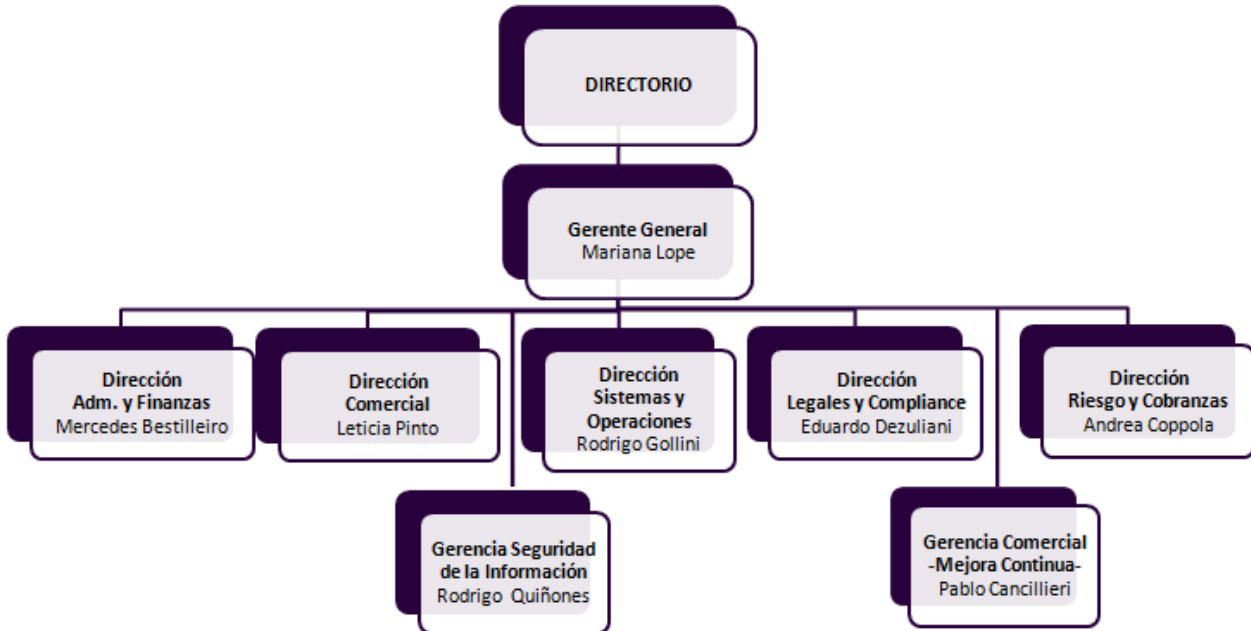 DIRECTORIO
Gerente General
Mariana Lope
Dirección
Adm. y Finanzas
Mercedes Bestilleiro
Dirección
Comercial
Leticia Pinto
Dirección
Sistemas y
Operaciones
Rodrigo Gollini
Dirección
Legales y Compliance
Eduardo Dezuliani
Dirección
Riesgo y Cobranzas
Andrea Coppola
Gerencia Seguridad
de la Información
Rodrigo Quiñones
Gerencia Comercial
-Mejora Continua-
Pablo Cancillieri